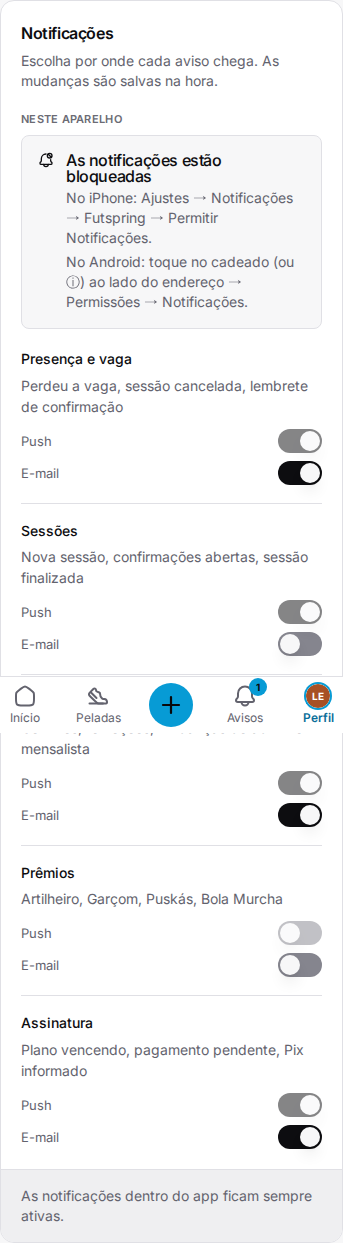 Notificações
Escolha por onde cada aviso chega. As
mudanças são salvas na hora.
NESTE APARELHO
As notificações estão
bloqueadas
No iPhone: Ajustes → Notificações
→ Futspring → Permitir
Notificações.
No Android: toque no cadeado (ou
ⓘ) ao lado do endereço →
Permissões → Notificações.
Presença e vaga
Perdeu a vaga, sessão cancelada, lembrete
de confirmação
Push
E-mail
Sessões
Nova sessão, confirmações abertas, sessão
finalizada
Push
E-mail
1
LE
Início
Peladas
Avisos
Perfil
mensalista
Push
E-mail
Prêmios
Artilheiro, Garçom, Puskás, Bola Murcha
Push
E-mail
Assinatura
Plano vencendo, pagamento pendente, Pix
informado
Push
E-mail
As notificações dentro do app ficam sempre
ativas.